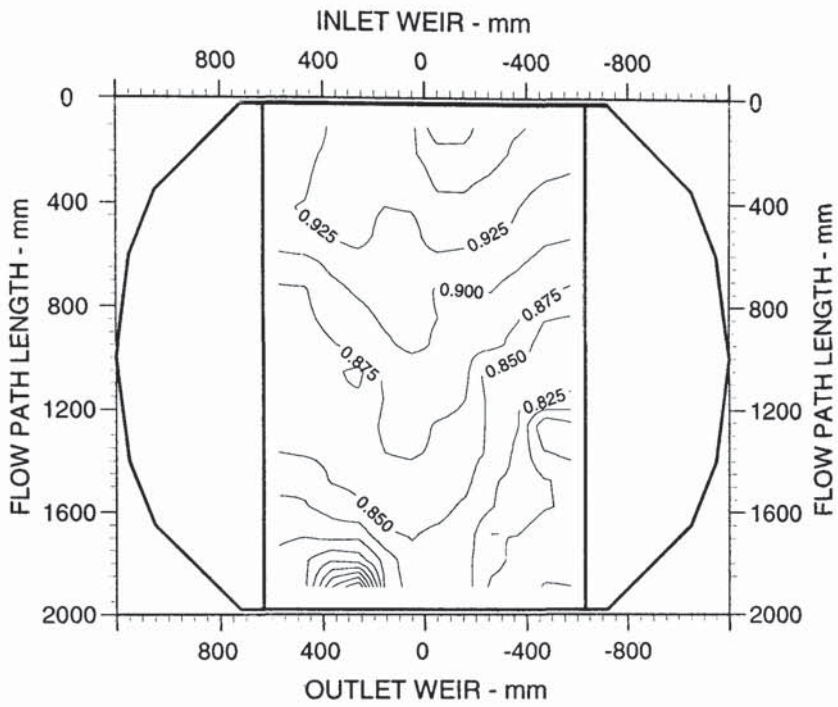 INLET WEIR - mm
800 400 0 -400 -800
0 0
400 400
0.925 0.925
0.900
800 0.875 800
0.875 0.850
1200 0.825 1200
0.850
1600 1600
2000 2000
FLOW PATH LENGTH - mm
FLOW PATH LENGTH - mm
800 400 0 -400 -800
OUTLET WEIR - mm